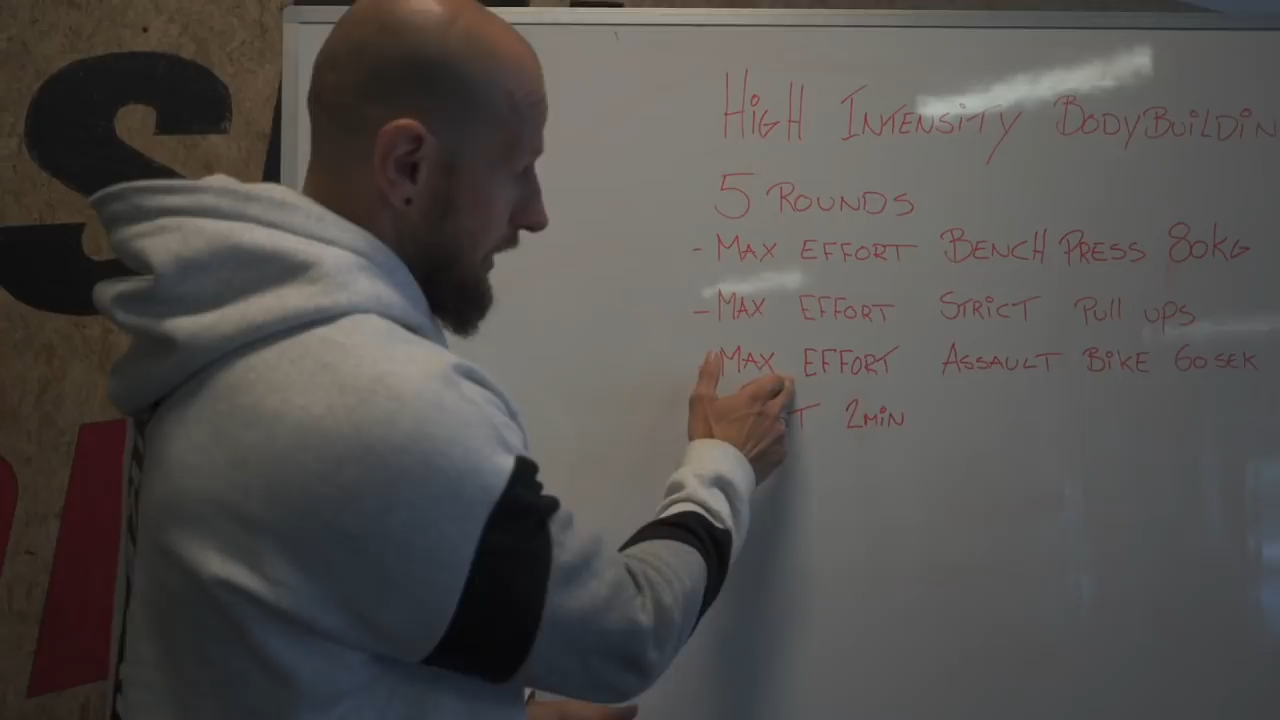 High Intensity Bodybuildin
5 Rounds
- Max Effort Bench Press 80kg
- Max Effort Strict Pull ups
Max Effort Assault Bike 60sek
T 2min